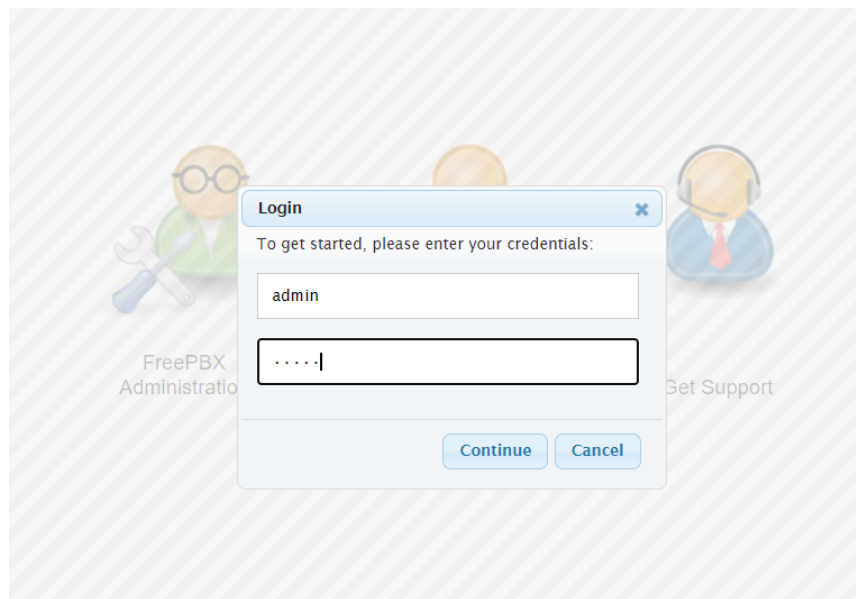 Login
To get started, please enter your credentials:
admin
·····
FreePBX
Administratio
Get Support
Continue
Cancel